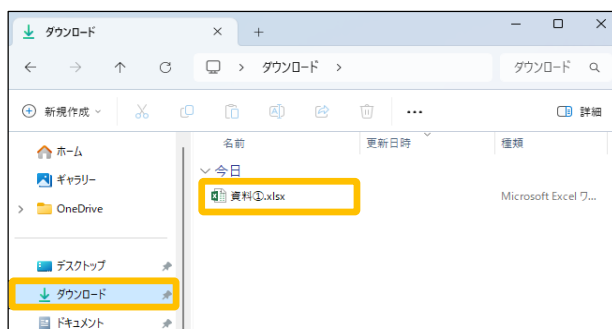 ダウンロード
ダウンロード
ダウンロード
新規作成
詳細
ホーム
ギャラリー
OneDrive
デスクトップ
ダウンロード
ドキュメント
名前
更新日時
種類
今日
資料①.xlsx
Microsoft Excel ワ...